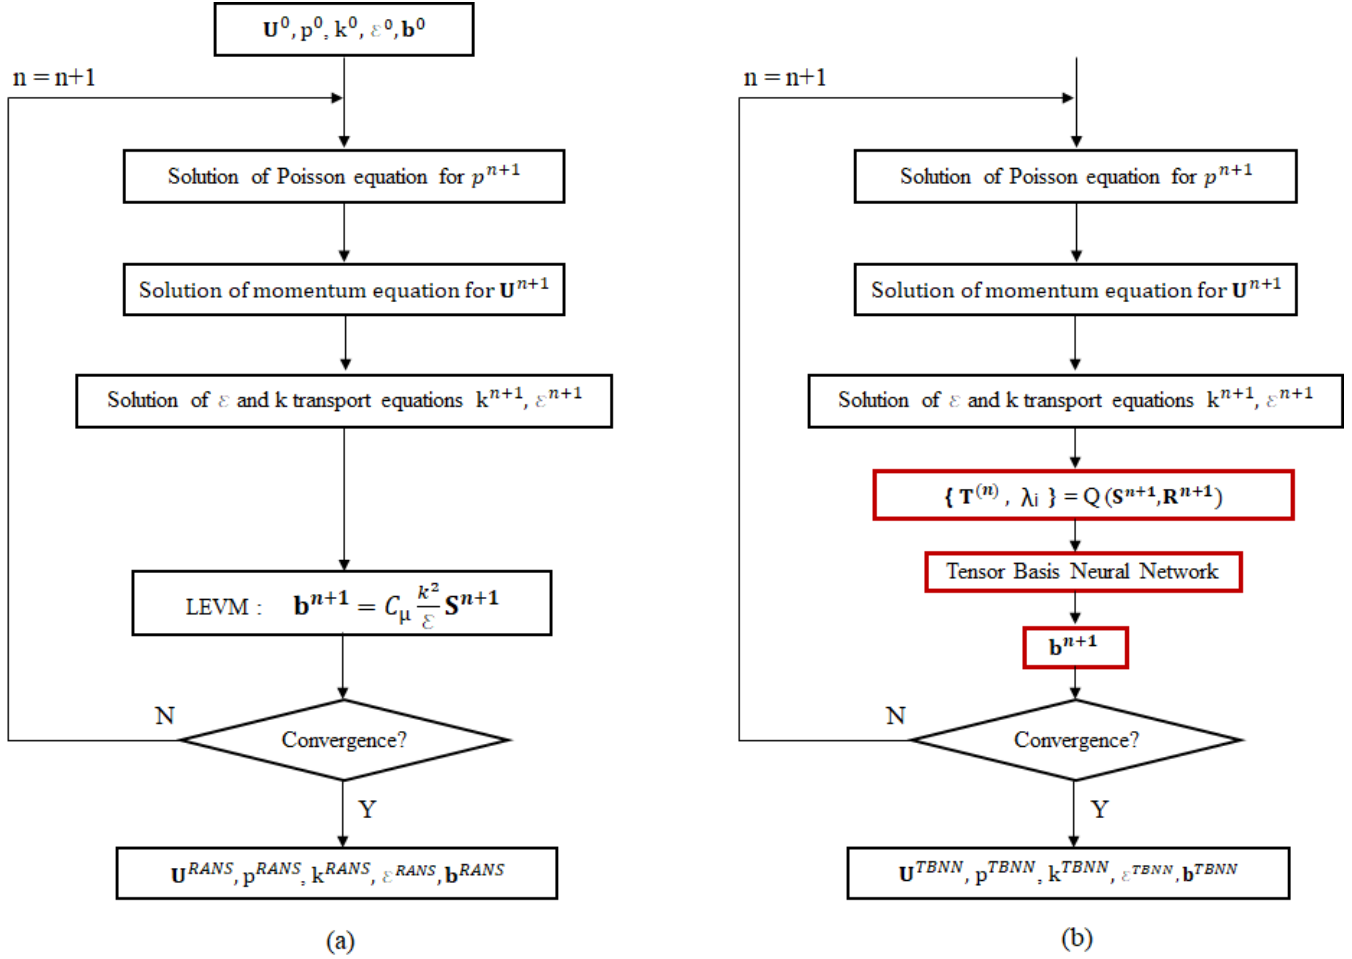 U⁰, p⁰, k⁰, ε⁰, b⁰
n = n+1
Solution of Poisson equation for pⁿ⁺¹
Solution of momentum equation for Uⁿ⁺¹
Solution of ε and k transport equations kⁿ⁺¹, εⁿ⁺¹
LEVM : bⁿ⁺¹ = C_μ k²/ε Sⁿ⁺¹
N
Convergence?
Y
U^RANS, p^RANS, k^RANS, ε^RANS, b^RANS
(a)
n = n+1
Solution of Poisson equation for pⁿ⁺¹
Solution of momentum equation for Uⁿ⁺¹
Solution of ε and k transport equations kⁿ⁺¹, εⁿ⁺¹
{ T⁽ⁿ⁾ , λᵢ } = Q (Sⁿ⁺¹, Rⁿ⁺¹)
Tensor Basis Neural Network
bⁿ⁺¹
N
Convergence?
Y
U^TBNN, p^TBNN, k^TBNN, ε^TBNN, b^TBNN
(b)